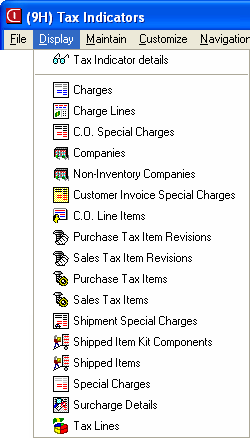 (9H) Tax Indicators
File Display Maintain Customize Navigation
Tax Indicator details
Charges
Charge Lines
C.O. Special Charges
Companies
Non-Inventory Companies
Customer Invoice Special Charges
C.O. Line Items
Purchase Tax Item Revisions
Sales Tax Item Revisions
Purchase Tax Items
Sales Tax Items
Shipment Special Charges
Shipped Item Kit Components
Shipped Items
Special Charges
Surcharge Details
Tax Lines